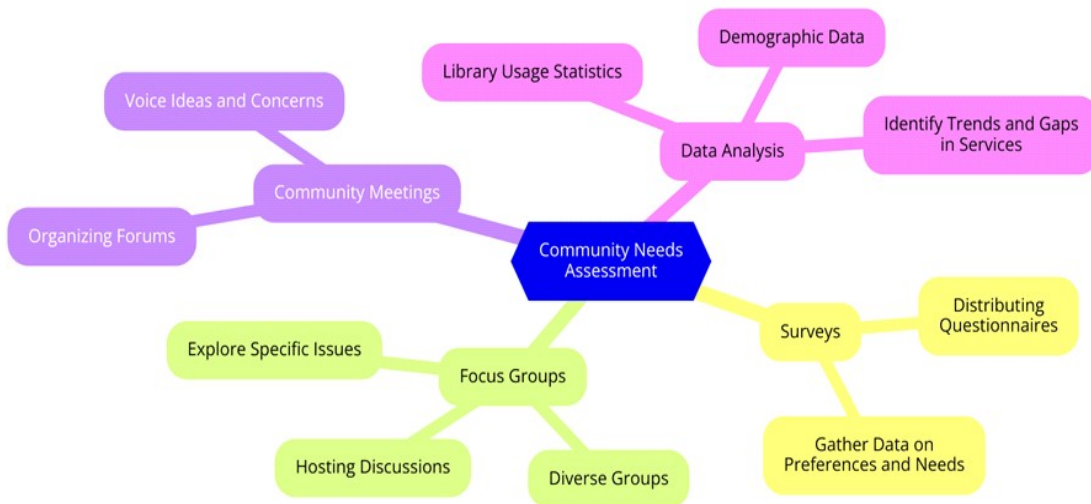 Demographic Data
Library Usage Statistics
Voice Ideas and Concerns
Identify Trends and Gaps
in Services
Data Analysis
Community Meetings
Organizing Forums
Community Needs
Assessment
Distributing
Questionnaires
Surveys
Explore Specific Issues
Focus Groups
Gather Data on
Preferences and Needs
Hosting Discussions
Diverse Groups